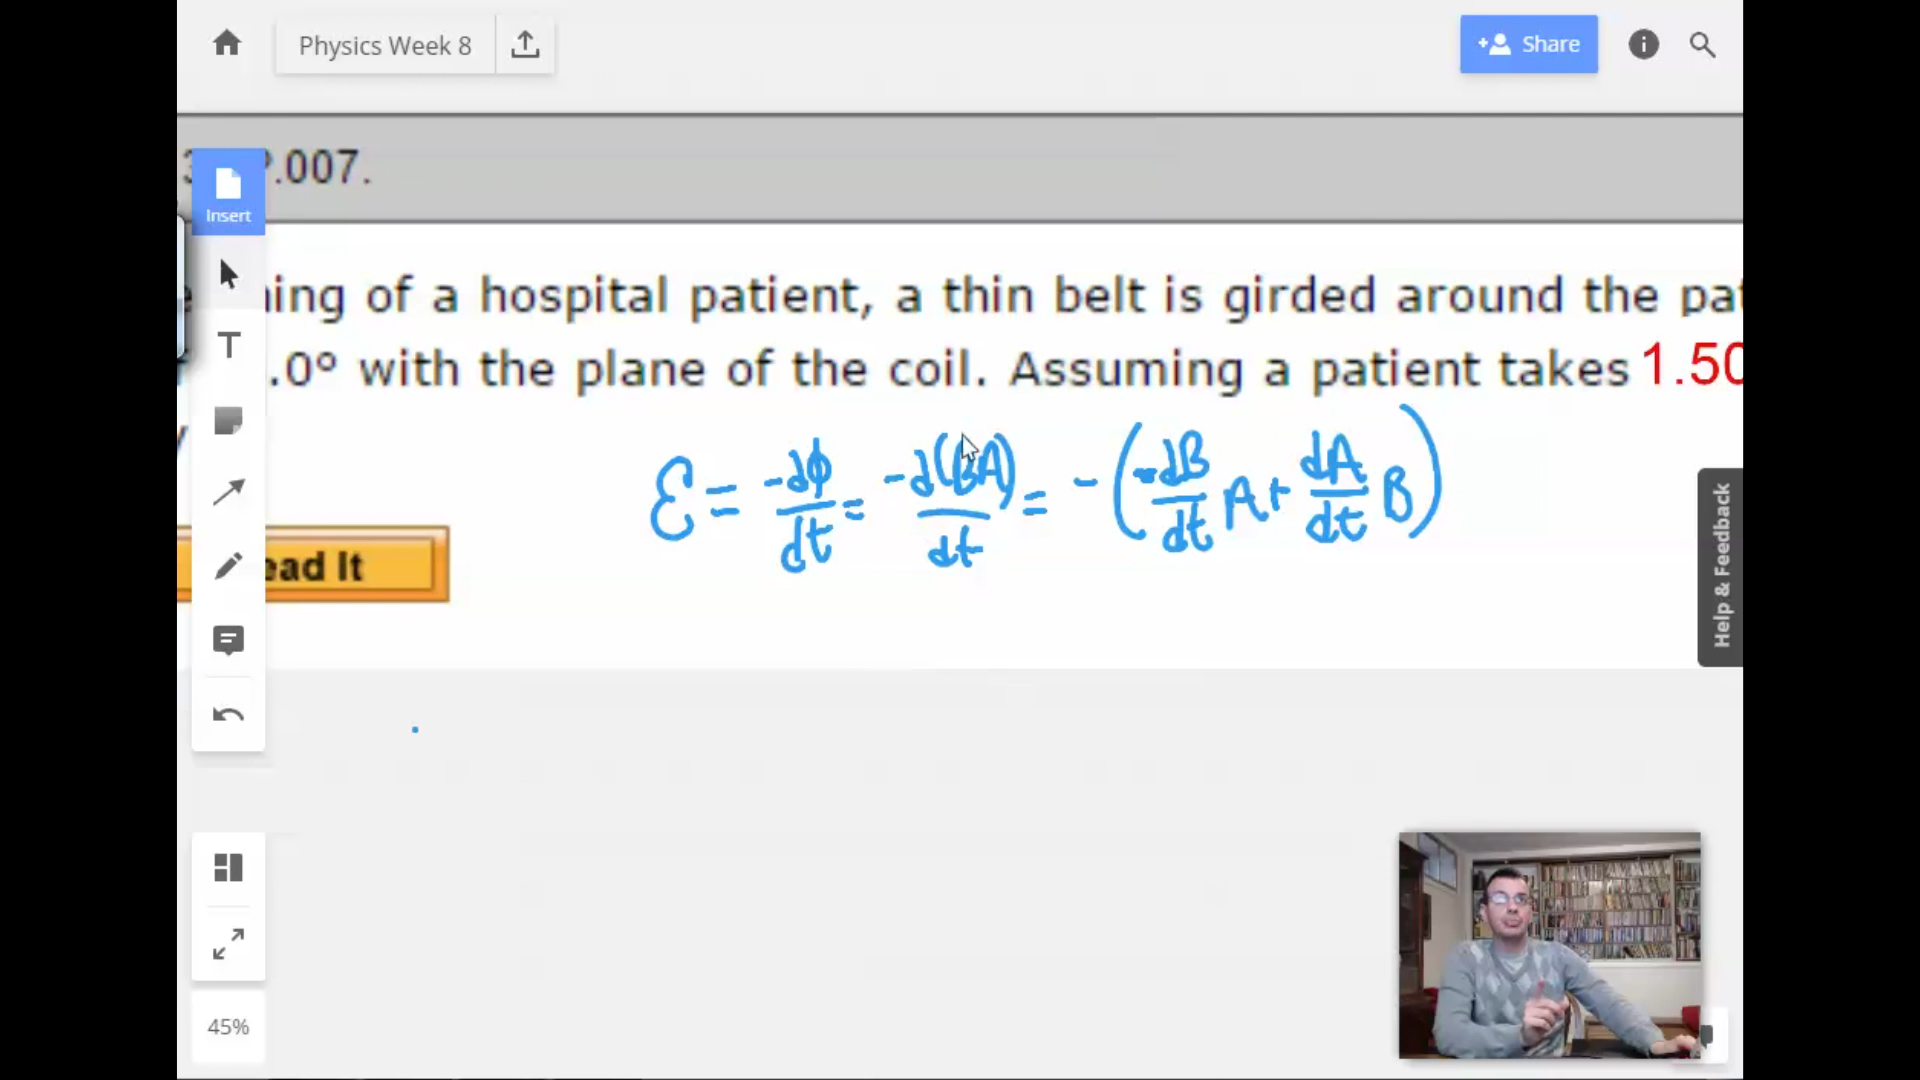 Physics Week 8
Share
.007.
Insert
ing of a hospital patient, a thin belt is girded around the pat
.0° with the plane of the coil. Assuming a patient takes 1.50
ℰ = -dϕ/dt = -d(BA)/dt = -(-dB/dt A + dA/dt B)
ead It
Help & Feedback
45%